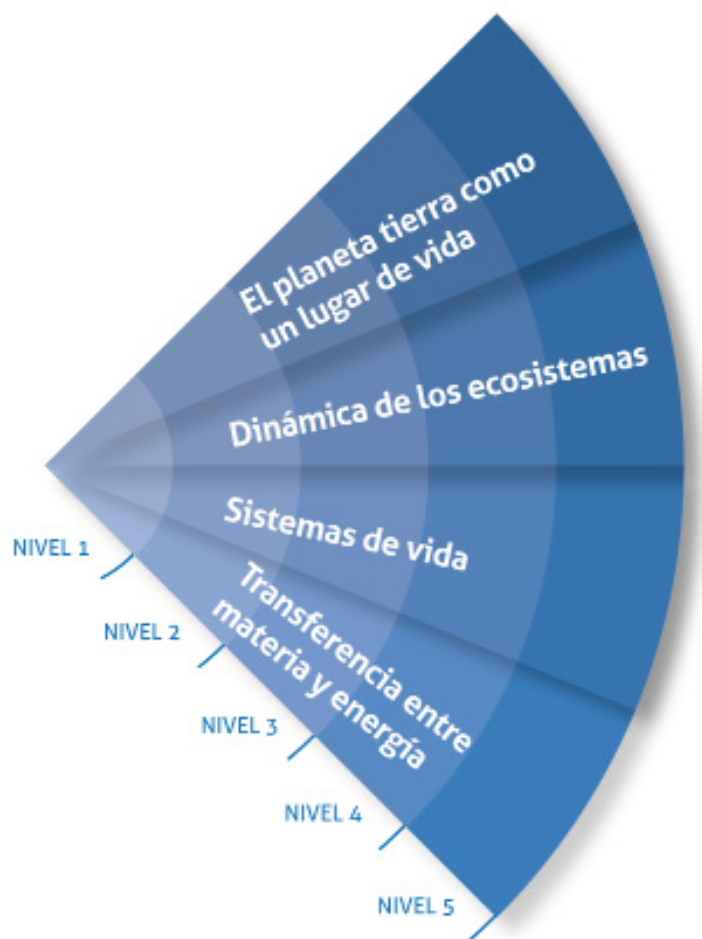 El planeta tierra como
un lugar de vida
Dinámica de los ecosistemas
Sistemas de vida
Transferencia entre
materia y energía
NIVEL 1
NIVEL 2
NIVEL 3
NIVEL 4
NIVEL 5